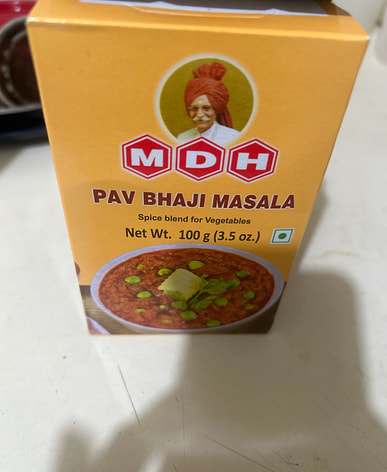 MDH
PAV BHAJI MASALA
Spice blend for Vegetables
Net Wt. 100 g (3.5 oz.)